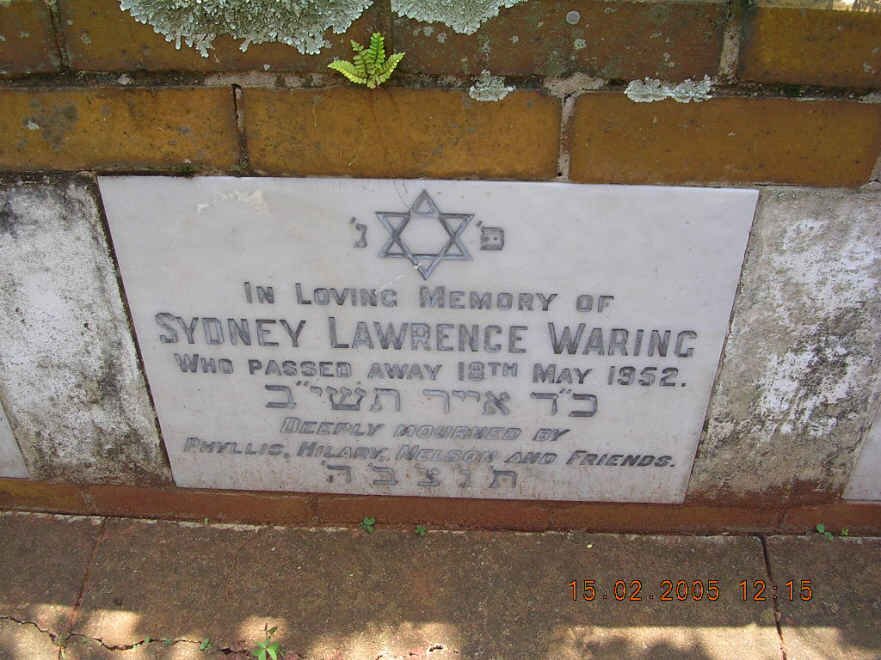 פ״ נ״
IN LOVING MEMORY OF
SYDNEY LAWRENCE WARING
WHO PASSED AWAY 18TH MAY 1952.
כ״ד אייר תשי״ב
DEEPLY MOURNED BY
PHYLLIS, HILARY, NELSON AND FRIENDS.
ת׳נ׳צ׳ב׳ה׳
15.02.2005 12:15